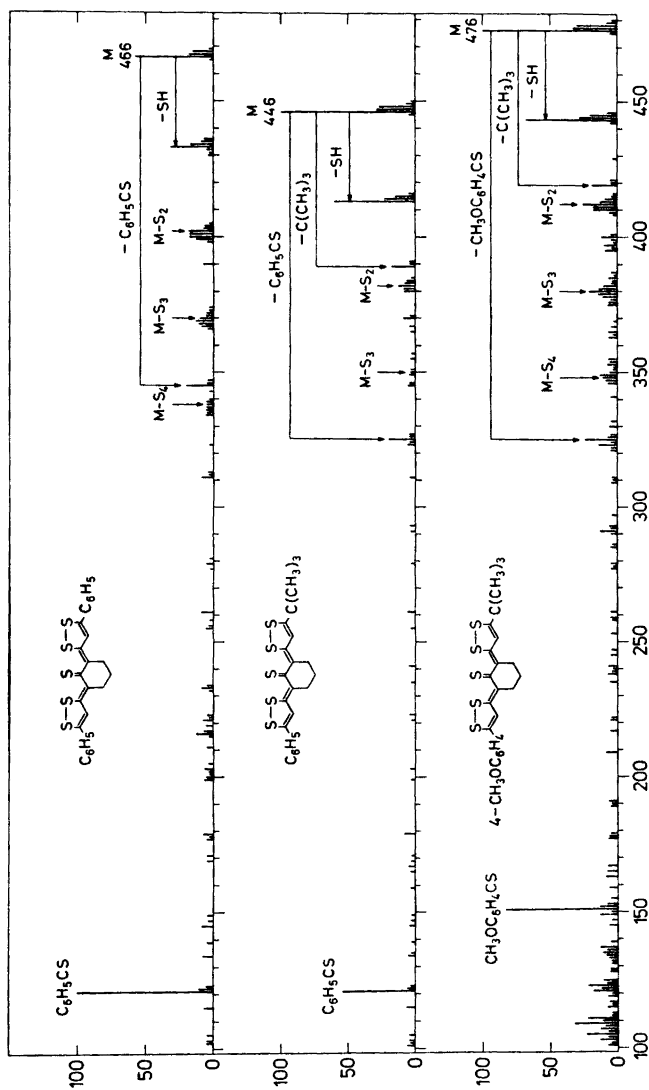 100
50
0
C₆H₅CS
S–S S S–S
C₆H₅
C₆H₅
M–S₄
M–S₃
M–S₂
– C₆H₅CS
–SH
M
466
100
50
0
C₆H₅CS
S–S S S–S
C₆H₅
C(CH₃)₃
M–S₃
M–S₂
– C₆H₅CS
–C(CH₃)₃
–SH
M
446
100
50
0
CH₃OC₆H₄CS
S–S S S–S
4–CH₃OC₆H₄
C(CH₃)₃
M–S₄
M–S₃
M–S₂
–CH₃OC₆H₄CS
–C(CH₃)₃
–SH
M
476
100 150 200 250 300 350 400 450